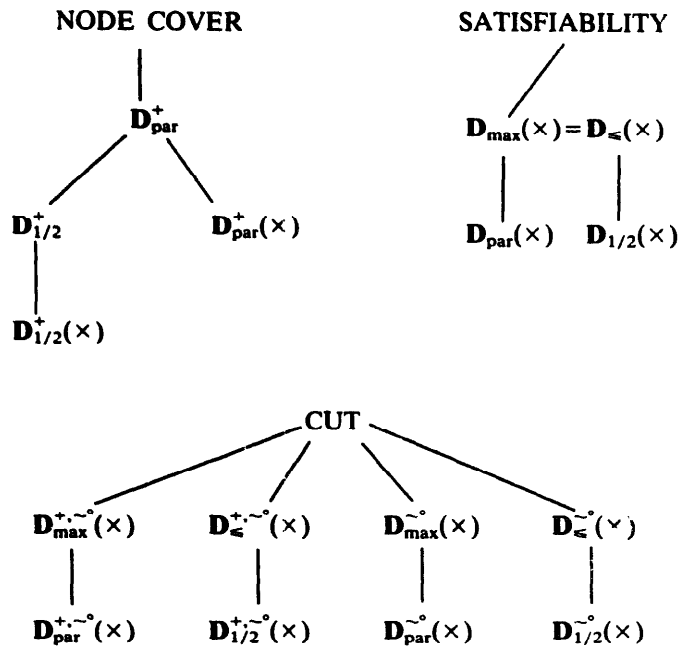 NODE COVER SATISFIABILITY
D⁺par
Dmax(×) = D≤(×)
D⁺1/2 D⁺par(×) Dpar(×) D1/2(×)
D⁺1/2(×)
CUT
D⁺·~°max(×) D⁺·~°≤(×) D~°max(×) D~°≤(×)
D⁺·~°par(×) D⁺·~°1/2(×) D~°par(×) D~°1/2(×)